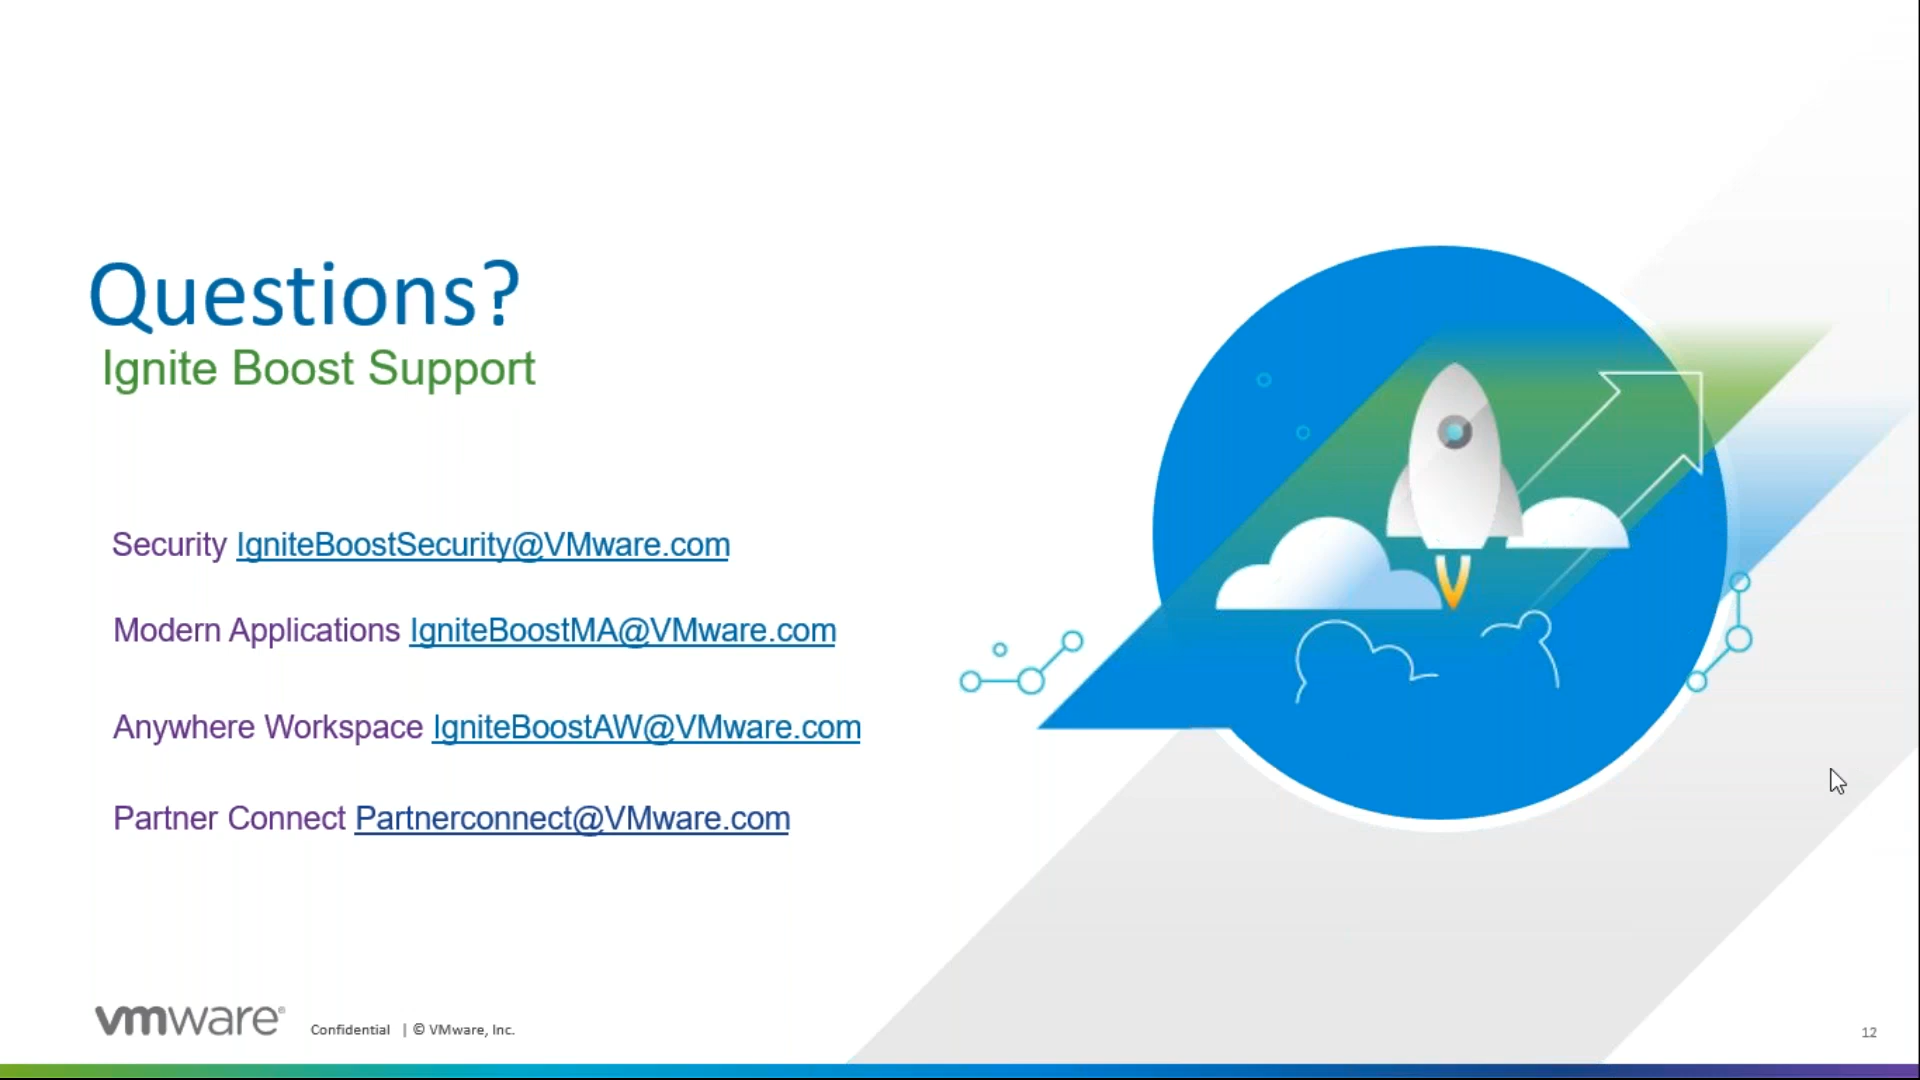 Questions?
Ignite Boost Support
Security IgniteBoostSecurity@VMware.com
Modern Applications IgniteBoostMA@VMware.com
Anywhere Workspace IgniteBoostAW@VMware.com
Partner Connect Partnerconnect@VMware.com
vmware® Confidential | © VMware, Inc. 12